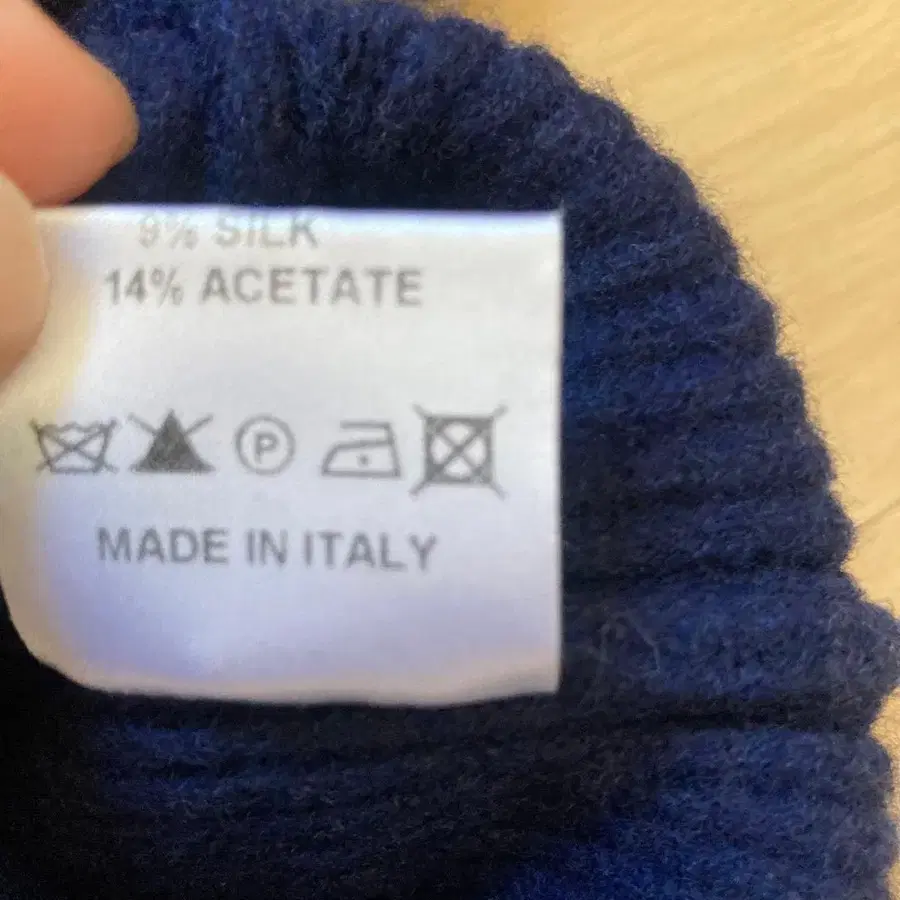 9% SILK
14% ACETATE
P
MADE IN ITALY